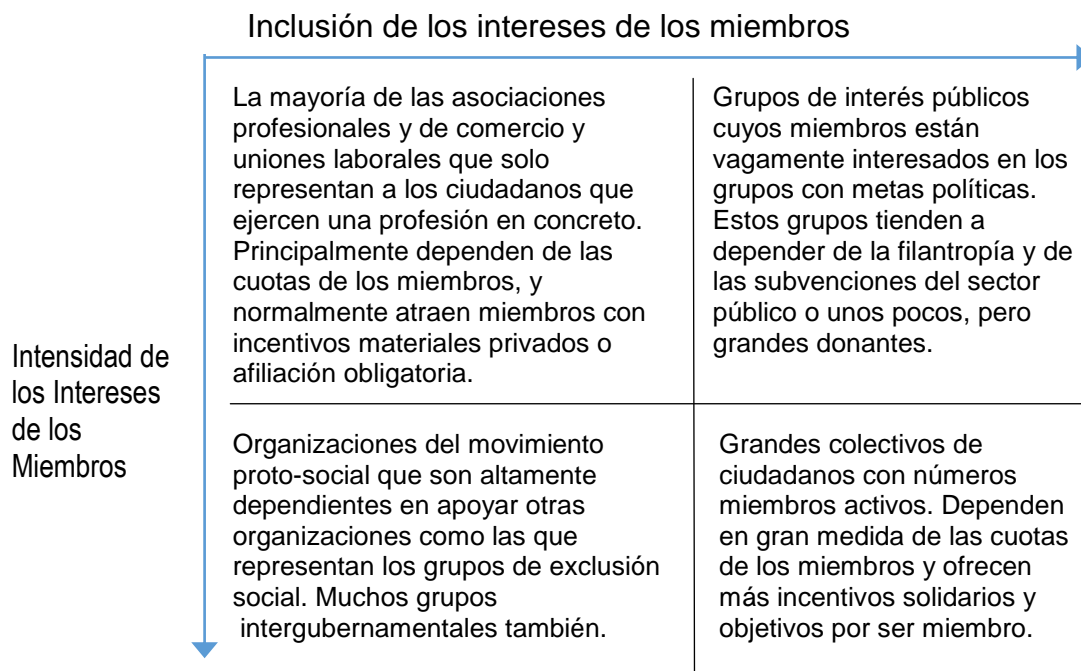 Inclusión de los intereses de los miembros
La mayoría de las asociaciones
profesionales y de comercio y
uniones laborales que solo
representan a los ciudadanos que
ejercen una profesión en concreto.
Principalmente dependen de las
cuotas de los miembros, y
normalmente atraen miembros con
incentivos materiales privados o
afiliación obligatoria.
Grupos de interés públicos
cuyos miembros están
vagamente interesados en los
grupos con metas políticas.
Estos grupos tienden a
depender de la filantropía y de
las subvenciones del sector
público o unos pocos, pero
grandes donantes.
Intensidad de
los Intereses
de los
Miembros
Organizaciones del movimiento
proto-social que son altamente
dependientes en apoyar otras
organizaciones como las que
representan los grupos de exclusión
social. Muchos grupos
intergubernamentales también.
Grandes colectivos de
ciudadanos con números
miembros activos. Dependen
en gran medida de las cuotas
de los miembros y ofrecen
más incentivos solidarios y
objetivos por ser miembro.